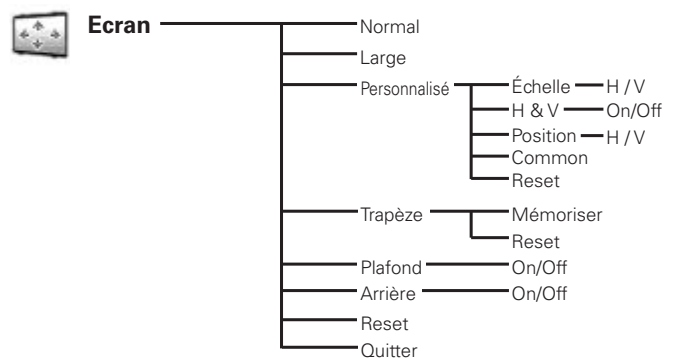 Ecran
Normal
Large
Personnalisé
Échelle H / V
H & V On/Off
Position H / V
Common
Reset
Trapèze Mémoriser
Reset
Plafond On/Off
Arrière On/Off
Reset
Quitter